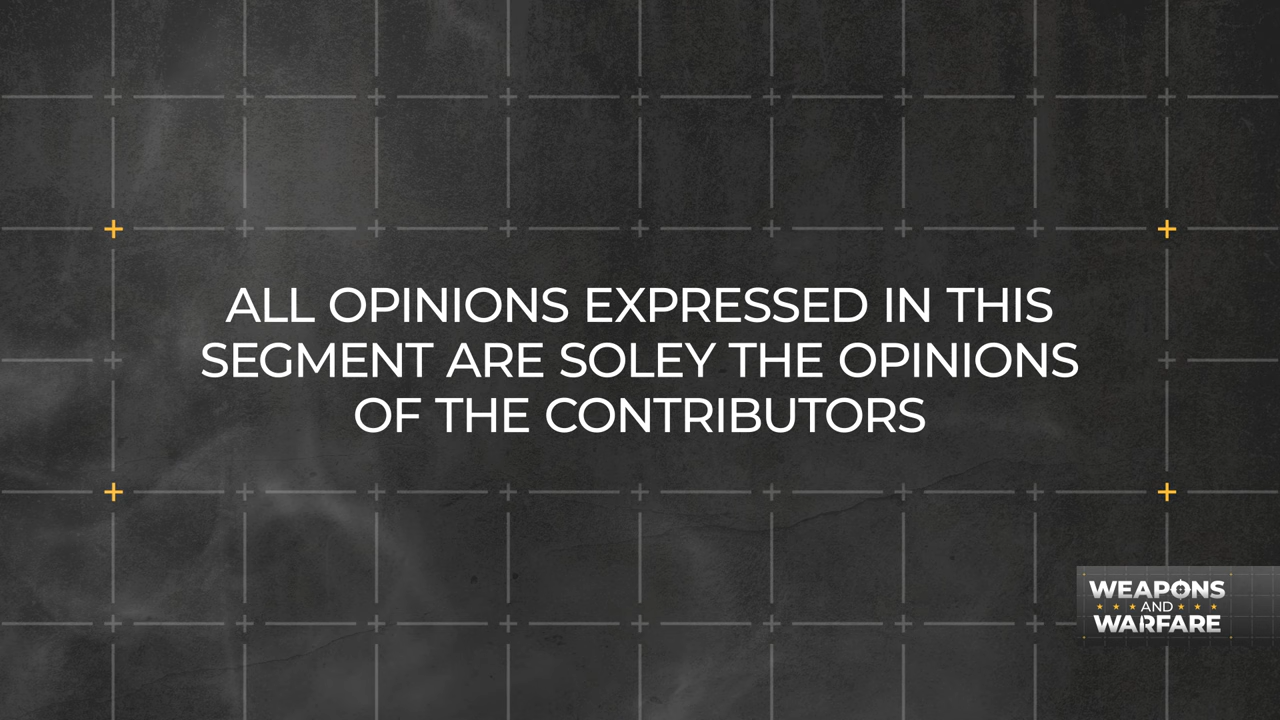 ALL OPINIONS EXPRESSED IN THIS
SEGMENT ARE SOLEY THE OPINIONS
OF THE CONTRIBUTORS
WEAPONS
AND
WARFARE